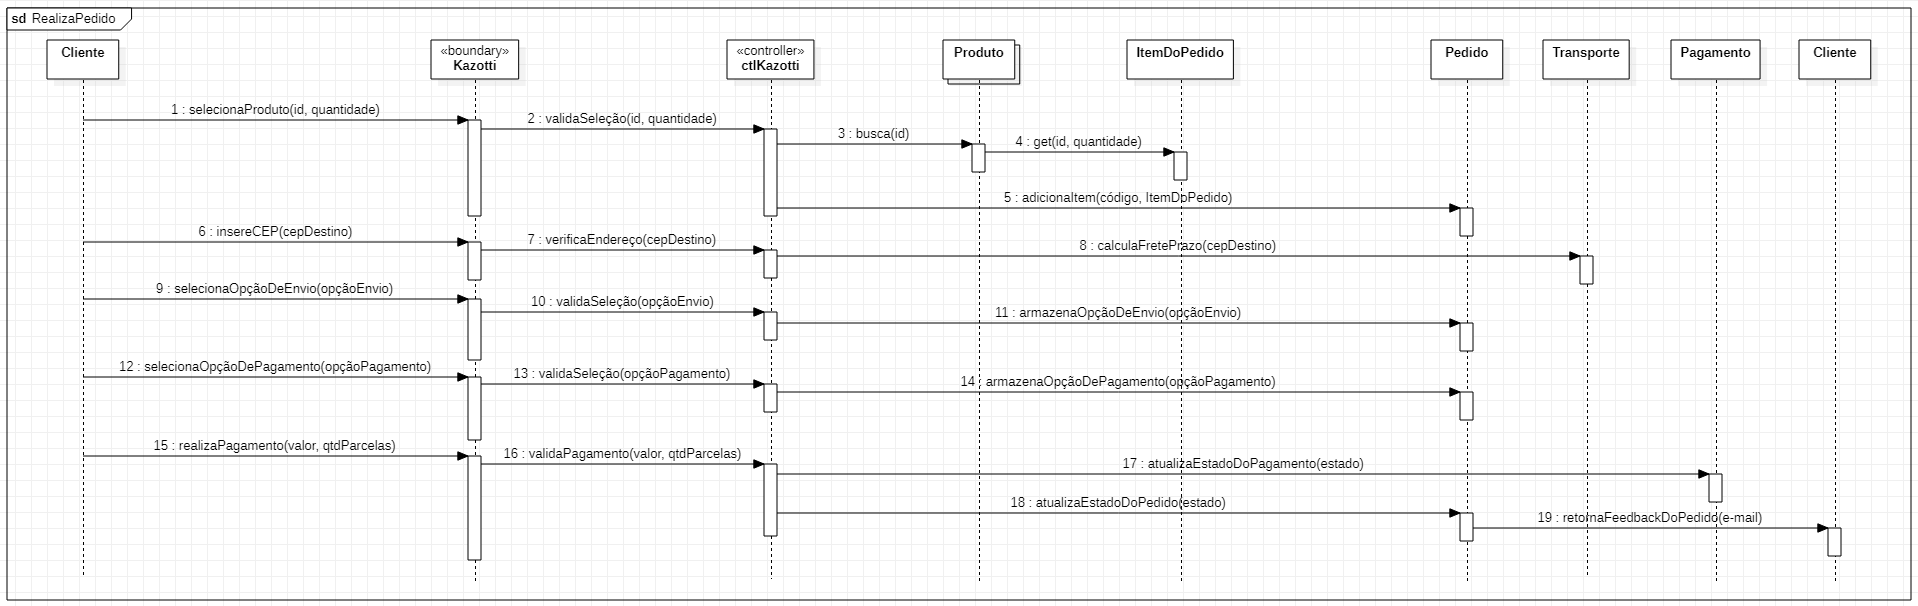 sd RealizaPedido
Cliente
«boundary»
Kazotti
«controller»
ctlKazotti
Produto
ItemDoPedido
Pedido
Transporte
Pagamento
Cliente
1 : selecionaProduto(id, quantidade)
2 : validaSeleção(id, quantidade)
3 : busca(id)
4 : get(id, quantidade)
5 : adicionaItem(código, ItemDoPedido)
6 : insereCEP(cepDestino)
7 : verificaEndereço(cepDestino)
8 : calculaFretePrazo(cepDestino)
9 : selecionaOpçãoDeEnvio(opçãoEnvio)
10 : validaSeleção(opçãoEnvio)
11 : armazenaOpçãoDeEnvio(opçãoEnvio)
12 : selecionaOpçãoDePagamento(opçãoPagamento)
13 : validaSeleção(opçãoPagamento)
14 : armazenaOpçãoDePagamento(opçãoPagamento)
15 : realizaPagamento(valor, qtdParcelas)
16 : validaPagamento(valor, qtdParcelas)
17 : atualizaEstadoDoPagamento(estado)
18 : atualizaEstadoDoPedido(estado)
19 : retornaFeedbackDoPedido(e-mail)